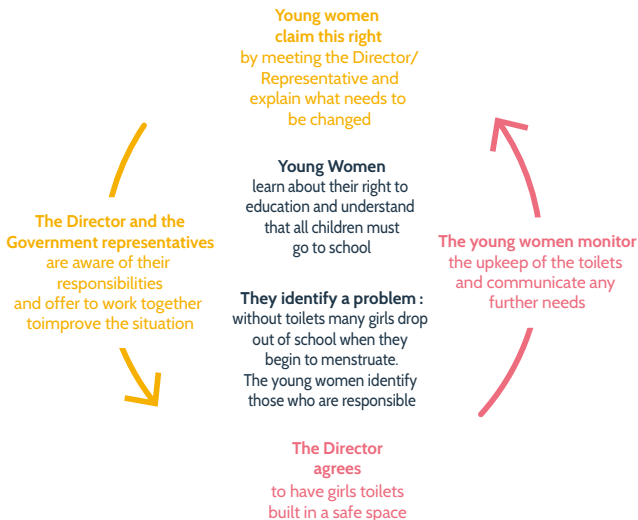 Young women
claim this right
by meeting the Director/
Representative and
explain what needs to
be changed
Young Women
learn about their right to
education and understand
that all children must
go to school
The Director and the
Government representatives
are aware of their
responsibilities
and offer to work together
toimprove the situation
The young women monitor
the upkeep of the toilets
and communicate any
further needs
They identify a problem :
without toilets many girls drop
out of school when they
begin to menstruate.
The young women identify
those who are responsible
The Director
agrees
to have girls toilets
built in a safe space